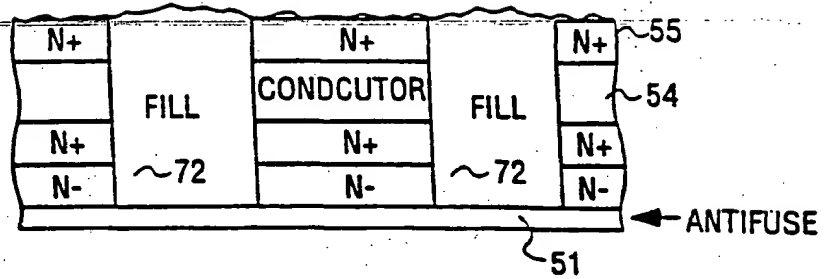 N+ N+ N+ 55
FILL CONDCUTOR FILL 54
N+ N+ N+
72 72
N- N- N-
ANTIFUSE
51